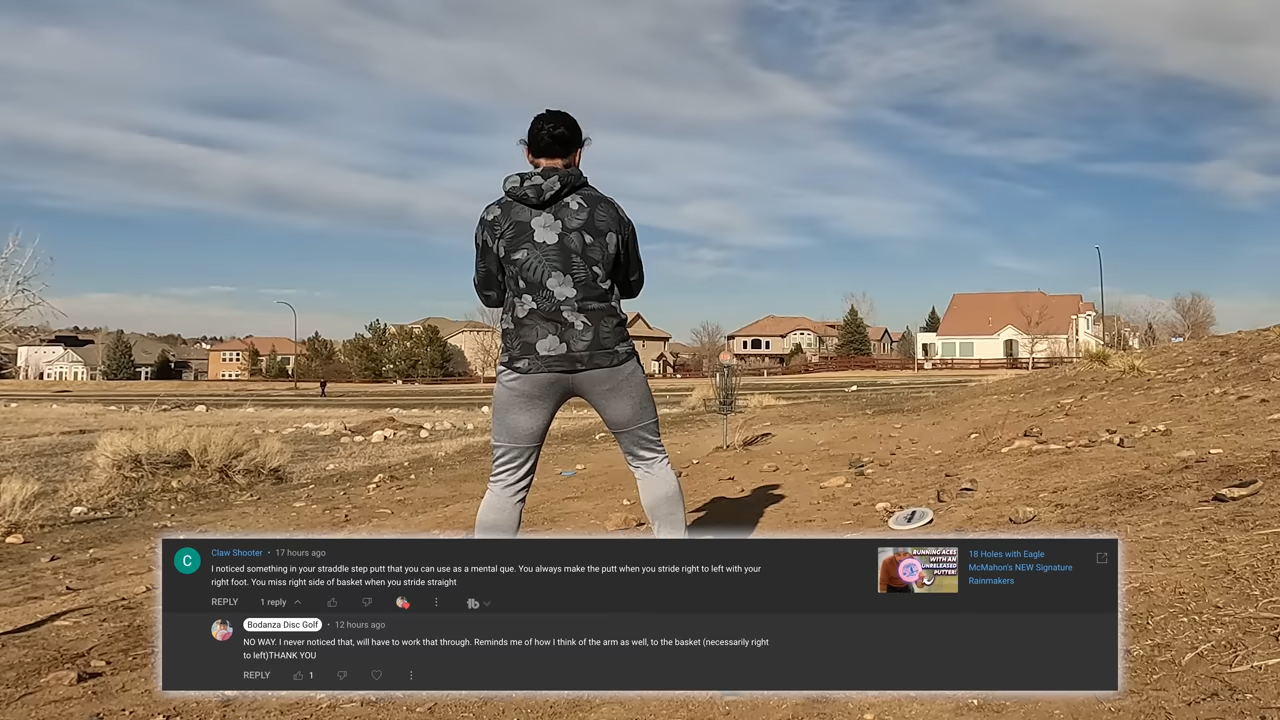 C
Claw Shooter • 17 hours ago
I noticed something in your straddle step putt that you can use as a mental que. You always make the putt when you stride right to left with your
right foot. You miss right side of basket when you stride straight
REPLY 1 reply
RUNNING ACES
WITH AN
UNRELEASED
PUTTER!
18 Holes with Eagle
McMahon's NEW Signature
Rainmakers
Bodanza Disc Golf • 12 hours ago
NO WAY. I never noticed that, will have to work that through. Reminds me of how I think of the arm as well, to the basket (necessarily right
to left)THANK YOU
REPLY 1